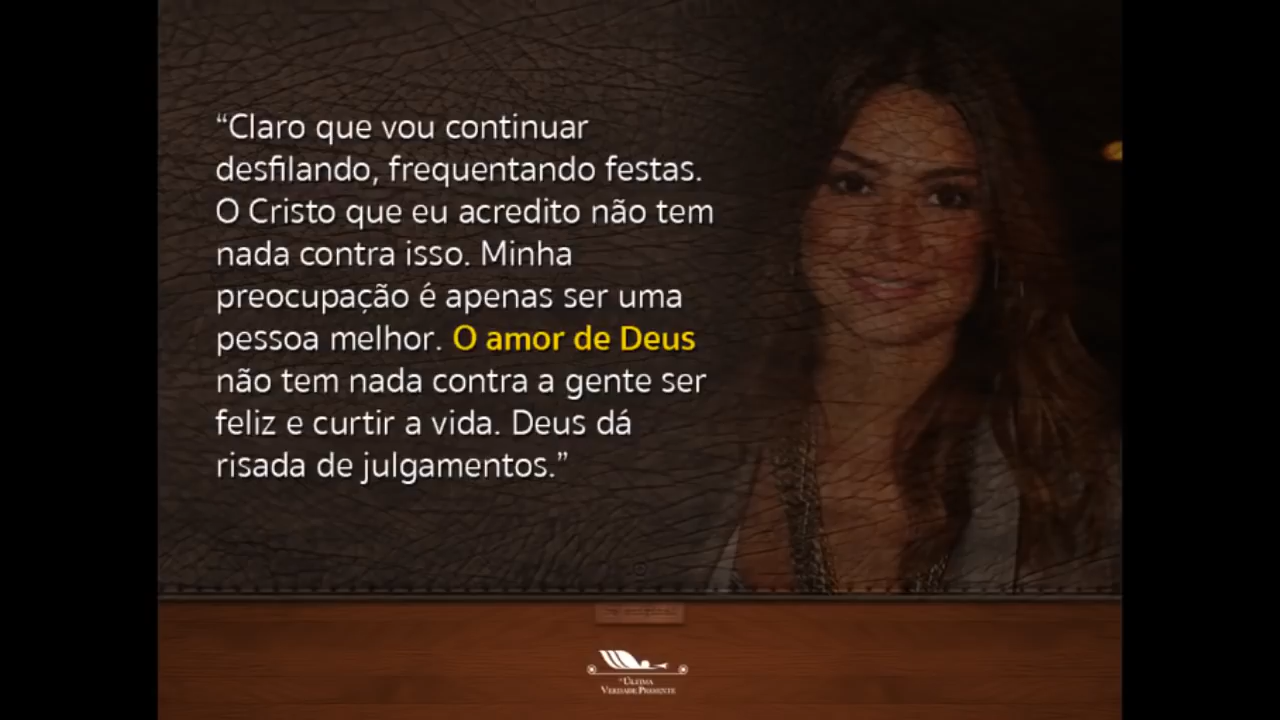 “Claro que vou continuar
desfilando, frequentando festas.
O Cristo que eu acredito não tem
nada contra isso. Minha
preocupação é apenas ser uma
pessoa melhor. O amor de Deus
não tem nada contra a gente ser
feliz e curtir a vida. Deus dá
risada de julgamentos.”
A ÚLTIMA
VERDADE PRESENTE